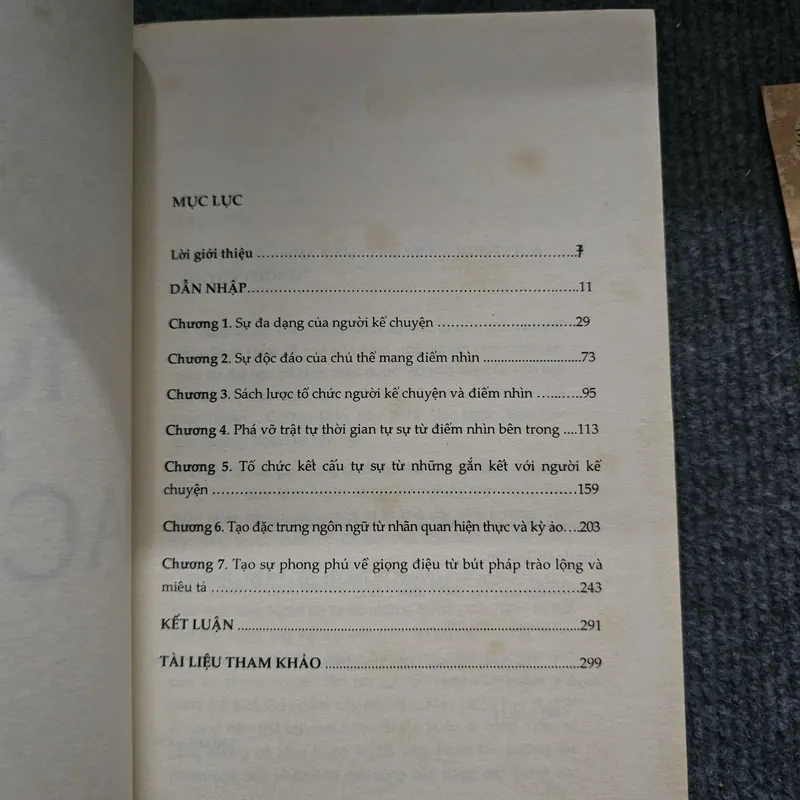 MỤC LỤC
Lời giới thiệu ........................................................7
DẪN NHẬP.........................................................11
Chương 1. Sự đa dạng của người kể chuyện ........................29
Chương 2. Sự độc đáo của chủ thể mang điểm nhìn ............................73
Chương 3. Sách lược tổ chức người kể chuyện và điểm nhìn ........95
Chương 4. Phá vỡ trật tự thời gian tự sự từ điểm nhìn bên trong ....113
Chương 5. Tổ chức kết cấu tự sự từ những gắn kết với người kể
chuyện ..............................................................159
Chương 6. Tạo đặc trưng ngôn ngữ từ nhãn quan hiện thực và kỳ ảo....203
Chương 7. Tạo sự phong phú về giọng điệu từ bút pháp trào lộng và
miêu tả ..............................................................243
KẾT LUẬN ..............................................................291
TÀI LIỆU THAM KHẢO ..............................................299